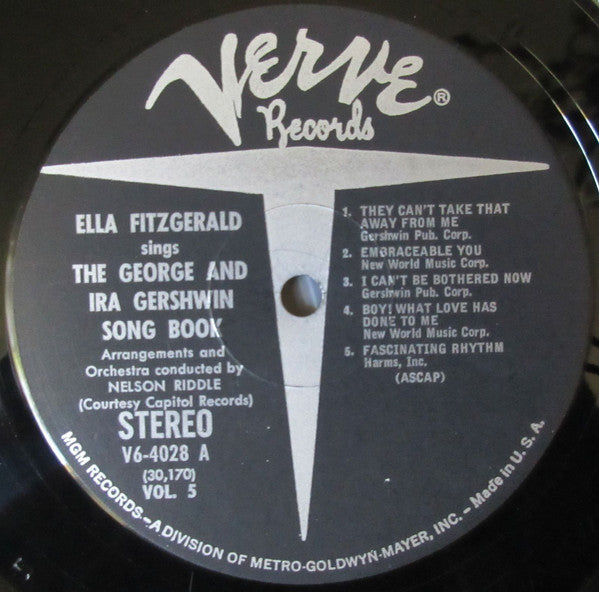 Verve®
Records
ELLA FITZGERALD
sings
THE GEORGE AND
IRA GERSHWIN
SONG BOOK
Arrangements and
Orchestra conducted by
NELSON RIDDLE
(Courtesy Capitol Records)
STEREO
V6-4028 A
(30,170)
VOL. 5
1. THEY CAN'T TAKE THAT
AWAY FROM ME
Gershwin Pub. Corp.
2. EMBRACEABLE YOU
New World Music Corp.
3. I CAN'T BE BOTHERED NOW
Gershwin Pub. Corp.
4. BOY! WHAT LOVE HAS
DONE TO ME
New World Music Corp.
5. FASCINATING RHYTHM
Harms, Inc.
(ASCAP)
MGM RECORDS—A DIVISION OF METRO-GOLDWYN-MAYER, INC. – Made in U. S. A.